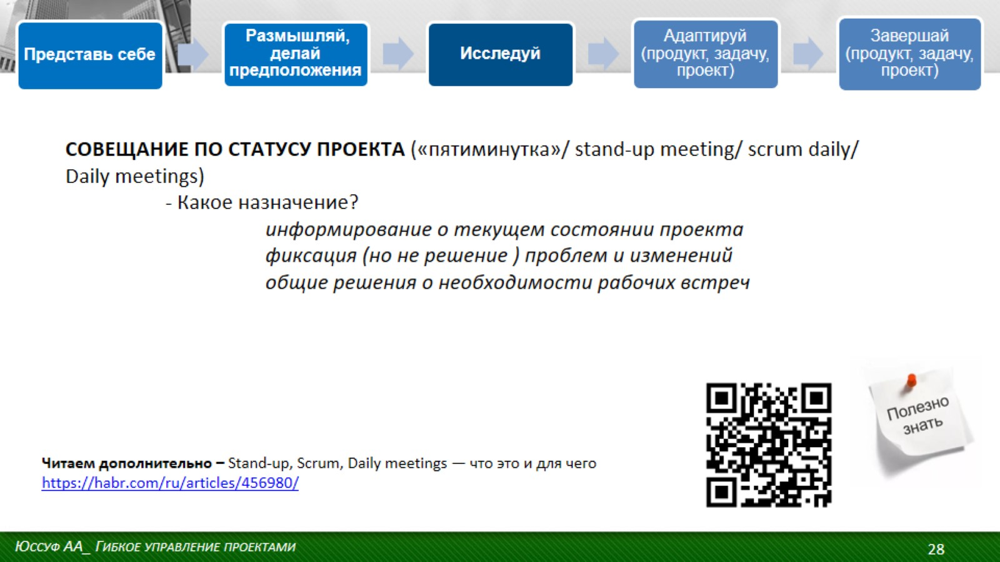 Представь себе
Размышляй,
делай
предположения
Исследуй
Адаптируй
(продукт, задачу,
проект)
Завершай
(продукт, задачу,
проект)
СОВЕЩАНИЕ ПО СТАТУСУ ПРОЕКТА («пятиминутка»/ stand-up meeting/ scrum daily/
Daily meetings)
- Какое назначение?
информирование о текущем состоянии проекта
фиксация (но не решение ) проблем и изменений
общие решения о необходимости рабочих встреч
Полезно
знать
Читаем дополнительно – Stand-up, Scrum, Daily meetings — что это и для чего
https://habr.com/ru/articles/456980/
Юссуф АА_ Гибкое управление проектами
28